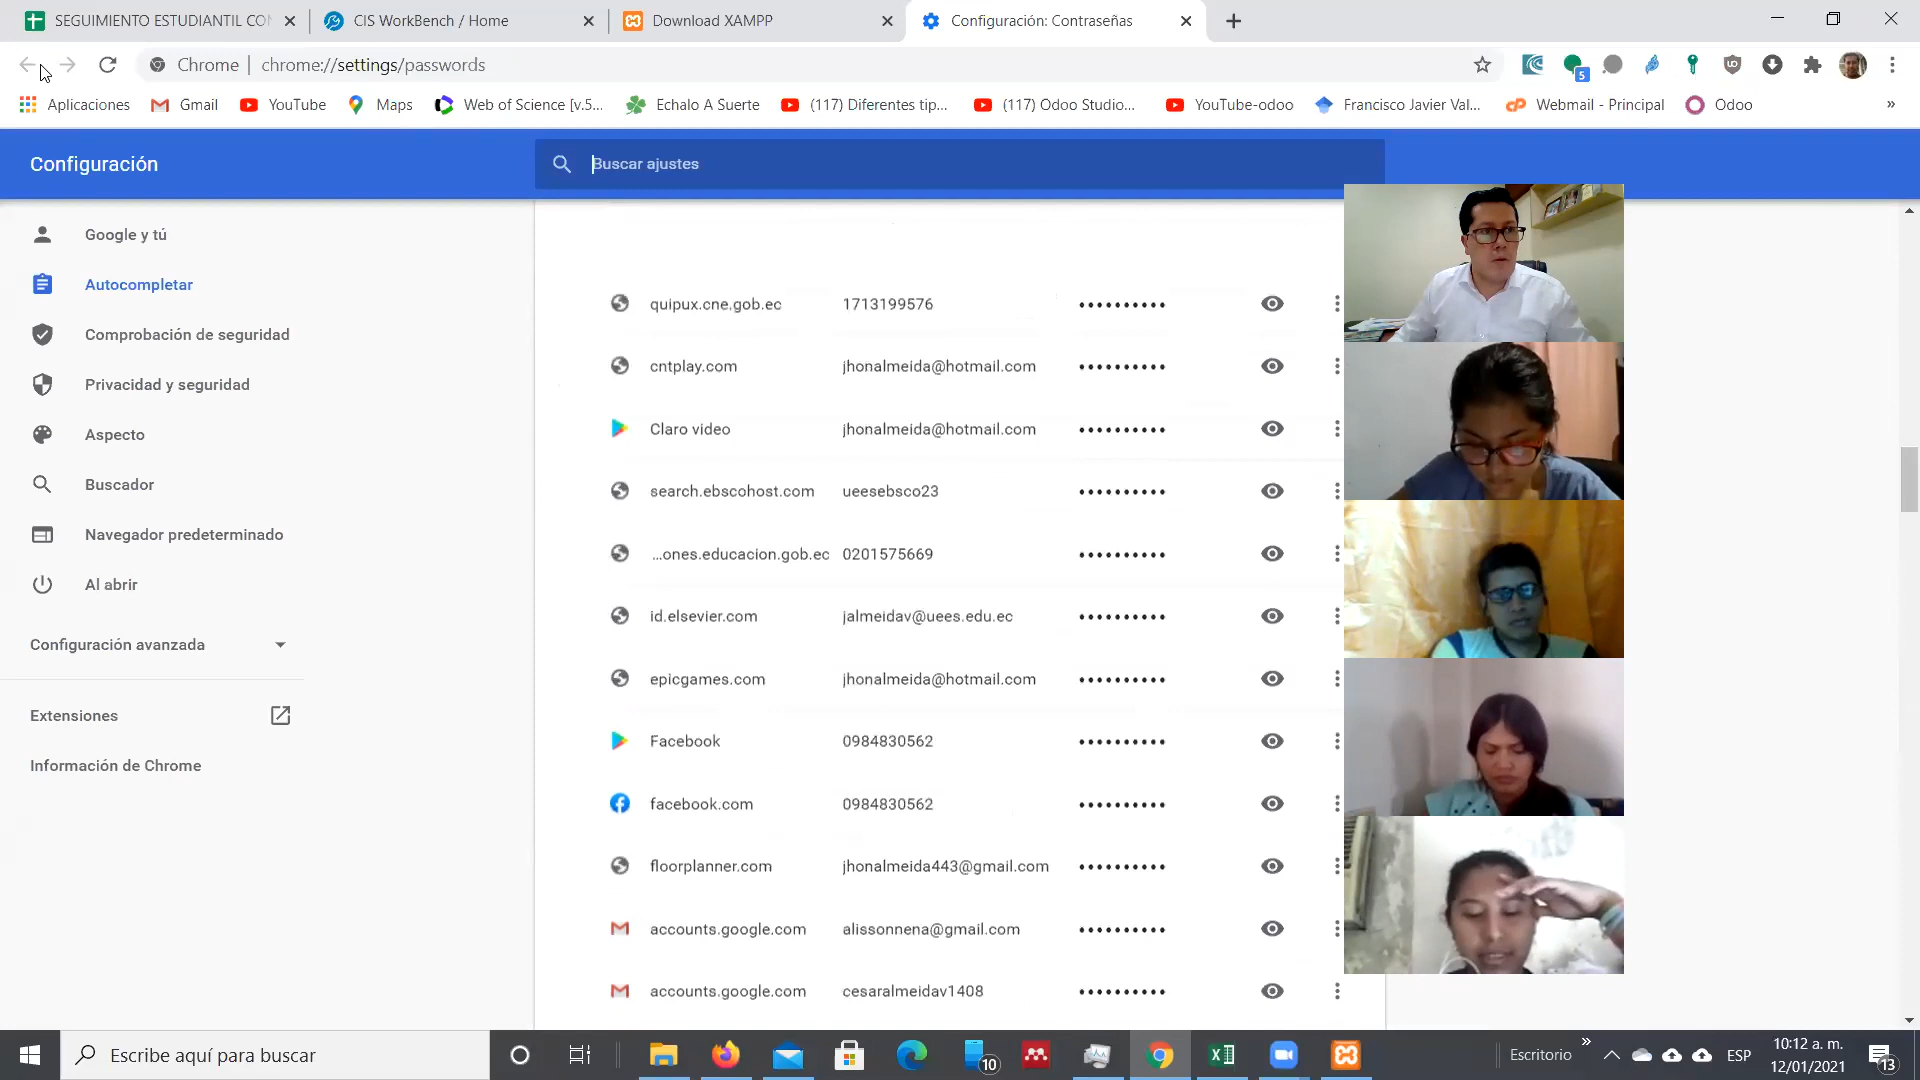 SEGUIMIENTO ESTUDIANTIL CON
CIS WorkBench / Home
Download XAMPP
Configuración: Contraseñas
Chrome | chrome://settings/passwords
5
Aplicaciones
Gmail
YouTube
Maps
Web of Science [v.5...
Echalo A Suerte
(117) Diferentes tip...
(117) Odoo Studio...
YouTube-odoo
Francisco Javier Val...
Webmail - Principal
Odoo
»
Configuración
Buscar ajustes
Google y tú
Autocompletar
Comprobación de seguridad
Privacidad y seguridad
Aspecto
Buscador
Navegador predeterminado
Al abrir
Configuración avanzada
Extensiones
Información de Chrome
quipux.cne.gob.ec 1713199576 ••••••••••
cntplay.com jhonalmeida@hotmail.com ••••••••••
Claro video jhonalmeida@hotmail.com ••••••••••
search.ebscohost.com ueesebsco23 ••••••••••
...ones.educacion.gob.ec 0201575669 ••••••••••
id.elsevier.com jalmeidav@uees.edu.ec ••••••••••
epicgames.com jhonalmeida@hotmail.com ••••••••••
Facebook 0984830562 ••••••••••
facebook.com 0984830562 ••••••••••
floorplanner.com jhonalmeida443@gmail.com ••••••••••
accounts.google.com alissonnena@gmail.com ••••••••••
accounts.google.com cesaralmeidav1408 ••••••••••
Escribe aquí para buscar
10
Escritorio
»
ESP
10:12 a. m.
12/01/2021
13